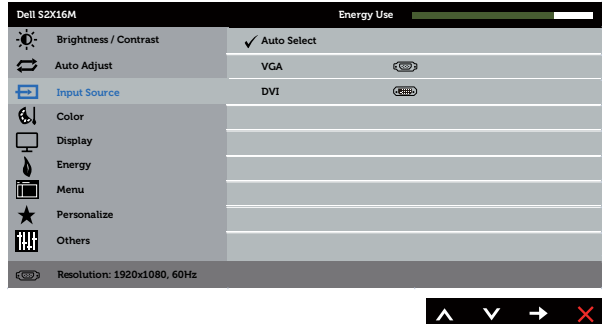 Dell S2X16M Energy Use
Brightness / Contrast Auto Select
Auto Adjust VGA
Input Source DVI
Color
Display
Energy
Menu
Personalize
Others
Resolution: 1920x1080, 60Hz